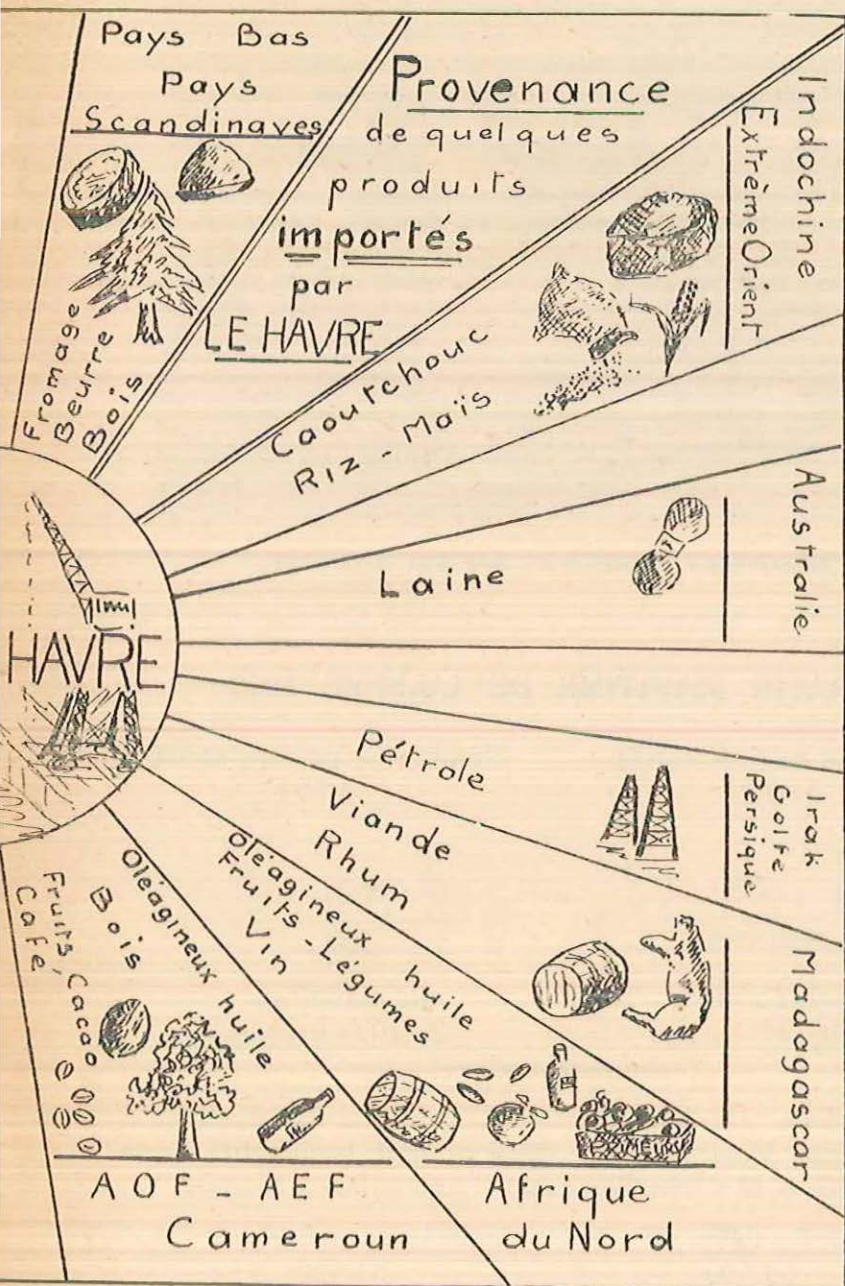 Pays Bas
Pays
Scandinaves
Fromage
Beurre
Bois
Provenance
de quelques
produits
importés
par
LE HAVRE
Indochine
Extrême Orient
Caoutchouc
Riz - Maïs
Australie
Laine
HAVRE
Irak
Golfe
Persique
Pétrole
Madagascar
Viande
Rhum
Afrique
du Nord
Oléagineux huile
Fruits - Légumes
Vin
PRIMEURS
AOF - AEF
Cameroun
Oléagineux huile
Bois
Fruits, Cacao
Café